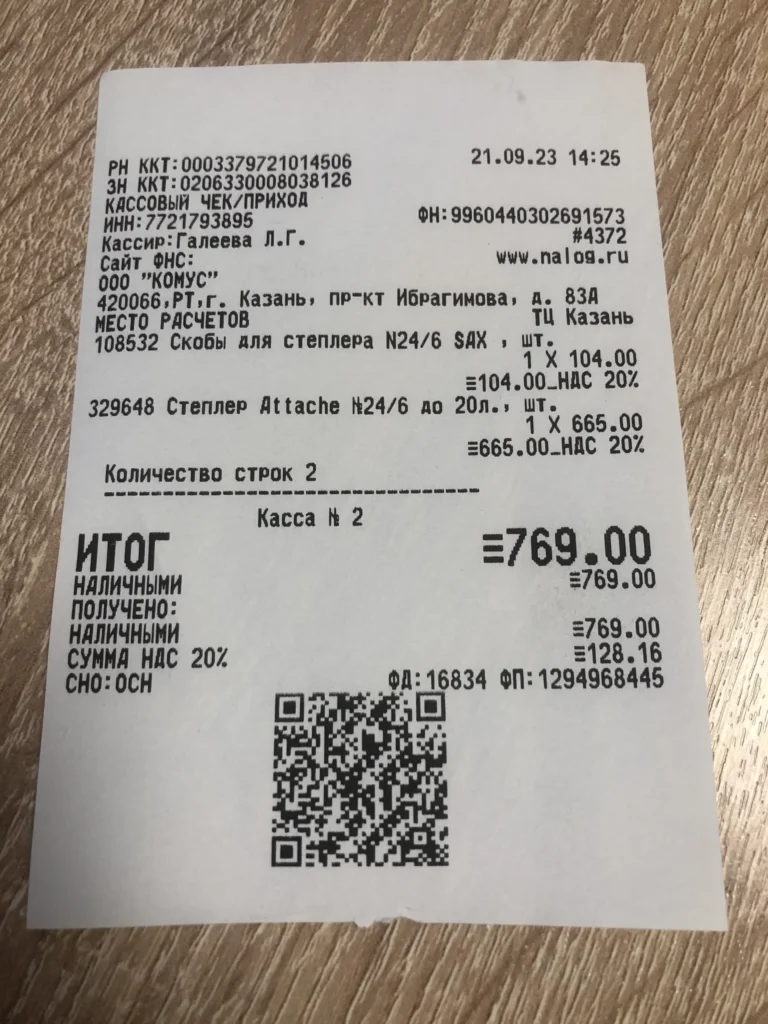 РН ККТ:0003379721014506 21.09.23 14:25
ЗН ККТ:0206330008038126
КАССОВЫЙ ЧЕК/ПРИХОД
ИНН:7721793895 ФН:9960440302691573
Кассир:Галеева Л.Г. #4372
Сайт ФНС: www.nalog.ru
ООО "КОМУС"
420066,РТ,г. Казань, пр-кт Ибрагимова, д. 83А
МЕСТО РАСЧЕТОВ ТЦ Казань
108532 Скобы для степлера N24/6 SAX , шт.
1 X 104.00
≡104.00_НДС 20%
329648 Степлер Attache №24/6 до 20л., шт.
1 X 665.00
≡665.00_НДС 20%
Количество строк 2
--------------------------------
Касса № 2
ИТОГ ≡769.00
НАЛИЧНЫМИ ≡769.00
ПОЛУЧЕНО:
НАЛИЧНЫМИ ≡769.00
СУММА НДС 20% ≡128.16
СНО:ОСН ФД:16834 ФП:1294968445